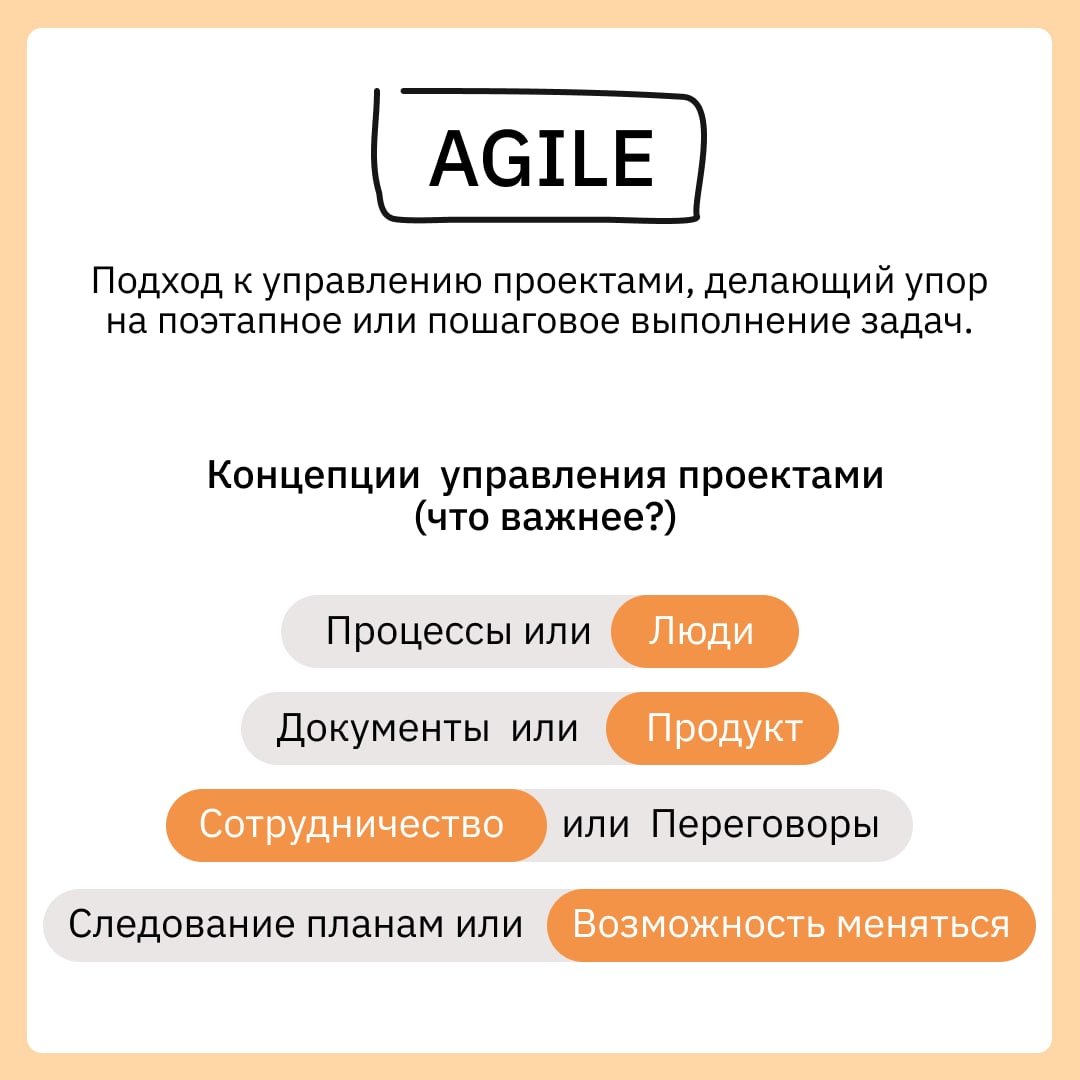 AGILE
Подход к управлению проектами, делающий упор
на поэтапное или пошаговое выполнение задач.
Концепции управления проектами
(что важнее?)
Процессы или Люди
Документы или Продукт
Сотрудничество или Переговоры
Следование планам или Возможность меняться